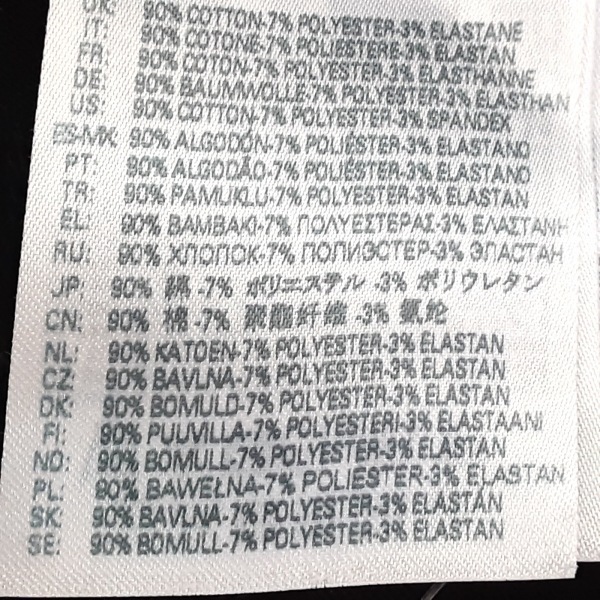 UK: 90% COTTON-7% POLYESTER-3% ELASTANE
IT: 90% COTONE-7% POLIESTERE-3% ELASTAN
FR: 90% COTON-7% POLYESTER-3% ELASTHANNE
DE: 90% BAUMWOLLE-7% POLYESTER-3% ELASTHAN
US: 90% COTTON-7% POLYESTER-3% SPANDEX
ES-MX: 90% ALGODÓN-7% POLIÉSTER-3% ELASTANO
PT: 90% ALGODÃO-7% POLIÉSTER-3% ELASTANO
TR: 90% PAMUKLU-7% POLYESTER-3% ELASTAN
EL: 90% ΒΑΜΒΑΚΙ-7% ΠΟΛΥΕΣΤΕΡΑΣ-3% ΕΛΑΣΤΑΝΗ
RU: 90% ХЛОПОК-7% ПОЛИЭСТЕР-3% ЭЛАСТАН
JP: 90% 綿 -7% ポリエステル -3% ポリウレタン
CN: 90% 棉 -7% 聚酯纤维 -3% 氨纶
NL: 90% KATOEN-7% POLYESTER-3% ELASTAN
CZ: 90% BAVLNA-7% POLYESTER-3% ELASTAN
DK: 90% BOMULD-7% POLYESTER-3% ELASTAN
FI: 90% PUUVILLA-7% POLYESTERI-3% ELASTAANI
NO: 90% BOMULL-7% POLYESTER-3% ELASTAN
PL: 90% BAWEŁNA-7% POLIESTER-3% ELASTAN
SK: 90% BAVLNA-7% POLYESTER-3% ELASTAN
SE: 90% BOMULL-7% POLYESTER-3% ELASTAN